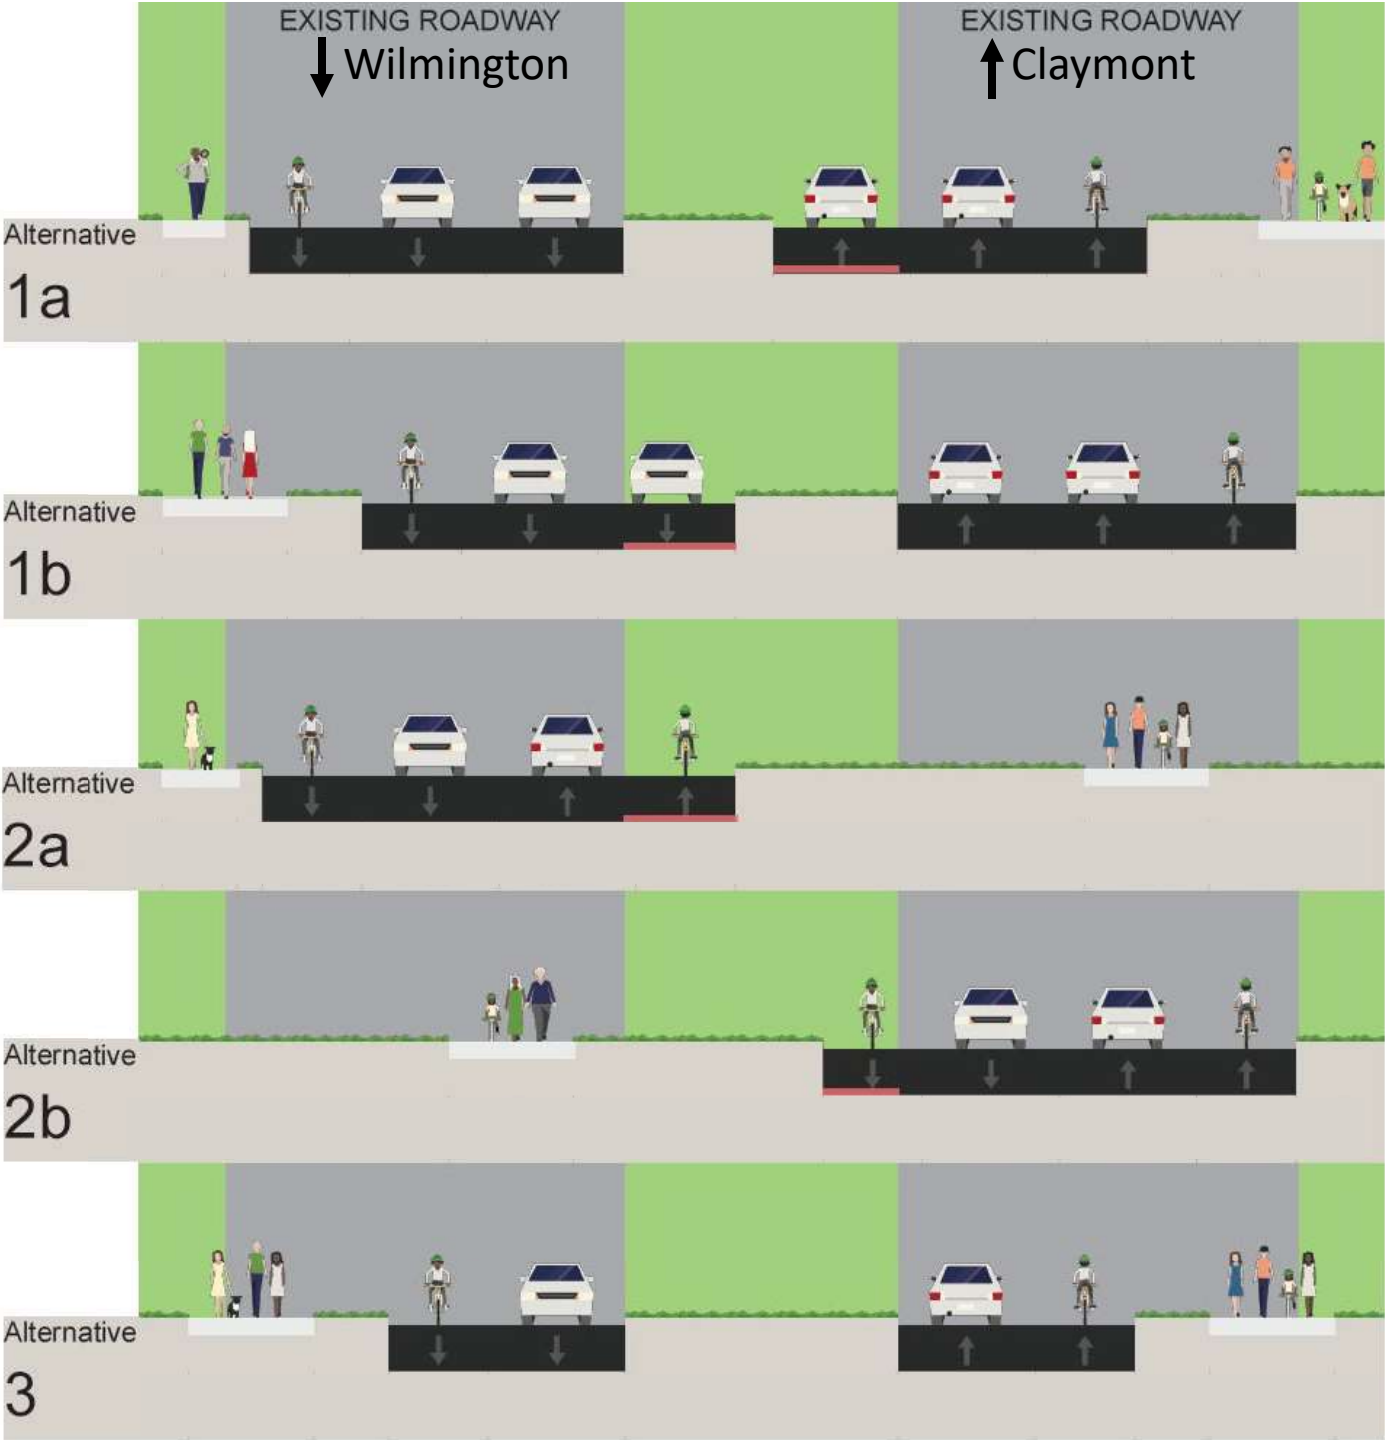 EXISTING ROADWAY
↓ Wilmington
EXISTING ROADWAY
↑ Claymont
Alternative
1a
Alternative
1b
Alternative
2a
Alternative
2b
Alternative
3